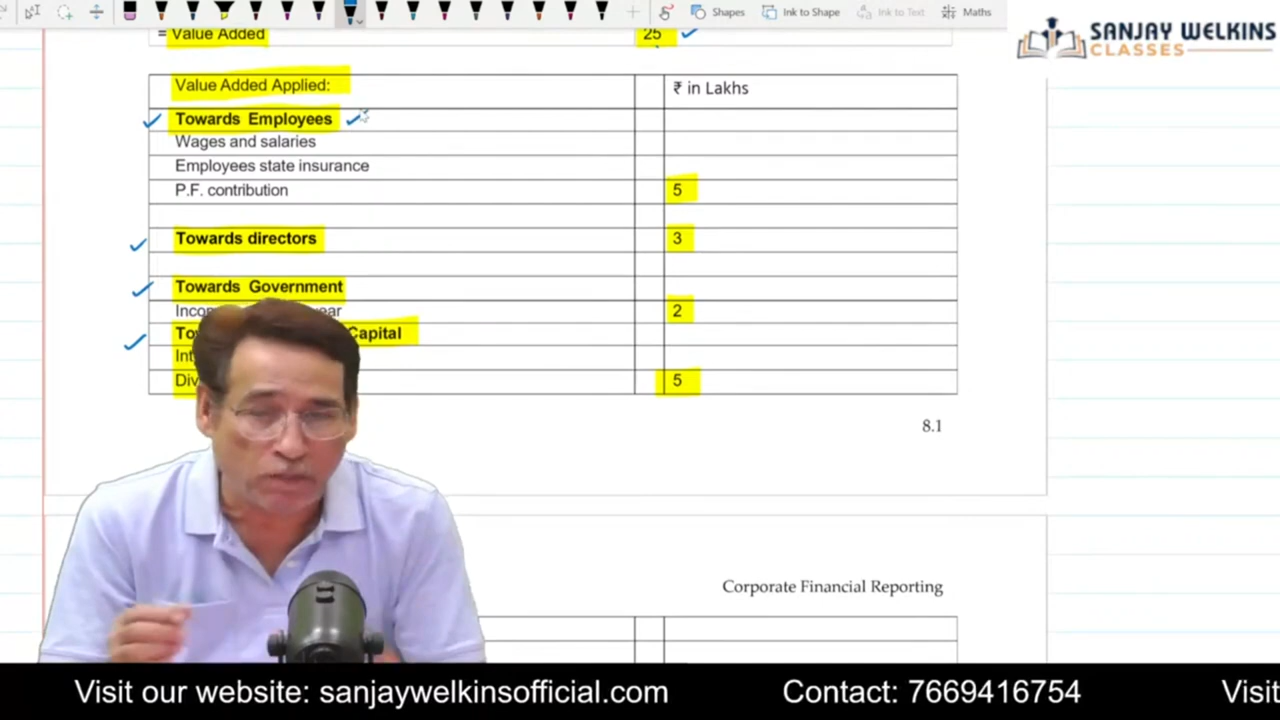 Shapes
Ink to Shape
Ink to Text
Maths
SANJAY WELKINS
CLASSES
= Value Added 25
Value Added Applied: ₹ in Lakhs
Towards Employees
Wages and salaries
Employees state insurance
P.F. contribution 5
Towards directors 3
Towards Government
2
Capital
5
8.1
Corporate Financial Reporting
Visit our website: sanjaywelkinsofficial.com Contact: 7669416754 Visit